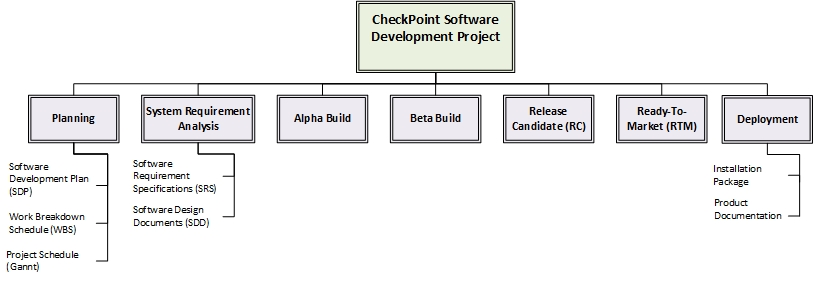 CheckPoint Software
Development Project
Planning
System Requirement
Analysis
Alpha Build
Beta Build
Release
Candidate (RC)
Ready-To-
Market (RTM)
Deployment
Software
Development Plan
(SDP)
Work Breakdown
Schedule (WBS)
Project Schedule
(Gannt)
Software
Requirement
Specifications (SRS)
Software Design
Documents (SDD)
Installation
Package
Product
Documentation